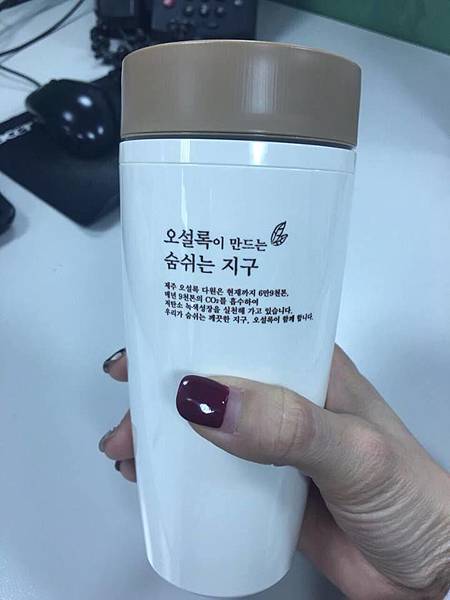 오설록이 만드는
숨쉬는 지구
제주 오설록 다원은 현재까지 6만9천톤,
매년 9천톤의 CO₂를 흡수하여
저탄소 녹색성장을 실천해 가고 있습니다.
우리가 숨쉬는 깨끗한 지구, 오설록이 함께 합니다.